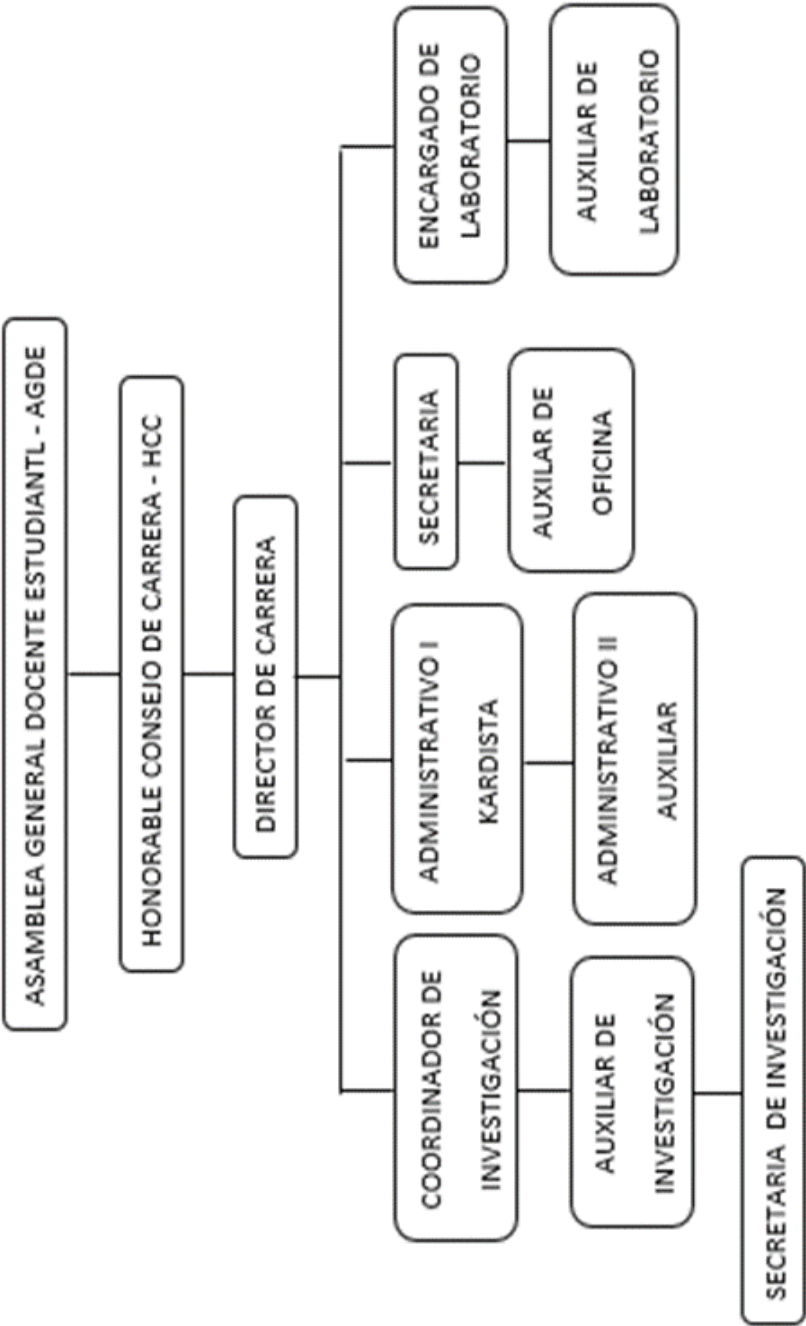 ASAMBLEA GENERAL DOCENTE ESTUDIANTL - AGDE
HONORABLE CONSEJO DE CARRERA - HCC
DIRECTOR DE CARRERA
COORDINADOR DE
INVESTIGACIÓN
ADMINISTRATIVO I
KARDISTA
SECRETARIA
ENCARGADO DE
LABORATORIO
AUXILIAR DE
INVESTIGACIÓN
ADMINISTRATIVO II
AUXILIAR
AUXILAR DE
OFICINA
AUXILIAR DE
LABORATORIO
SECRETARIA DE INVESTIGACIÓN